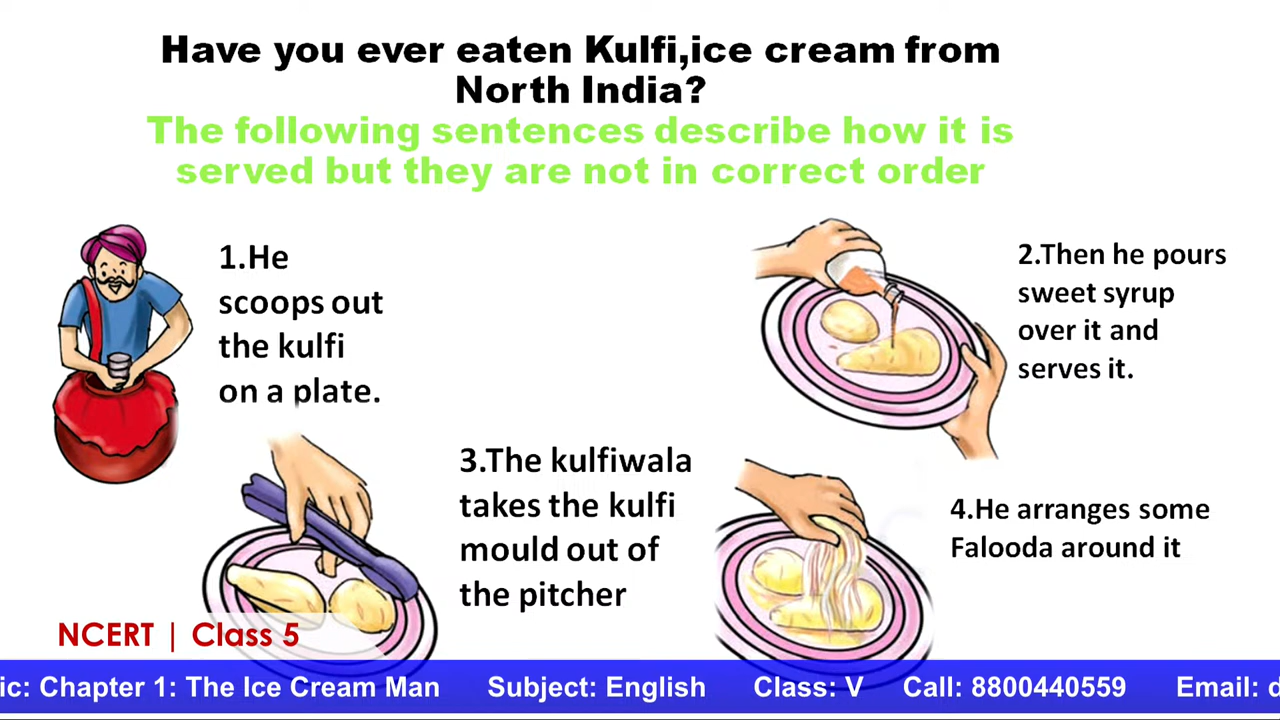 Have you ever eaten Kulfi,ice cream from
North India?
The following sentences describe how it is
served but they are not in correct order
1.He
scoops out
the kulfi
on a plate.
2.Then he pours
sweet syrup
over it and
serves it.
3.The kulfiwala
takes the kulfi
mould out of
the pitcher
4.He arranges some
Falooda around it
NCERT | Class 5
ic: Chapter 1. The Ice Cream Man Subject: English Class: V Call: 8800440559 Email: d